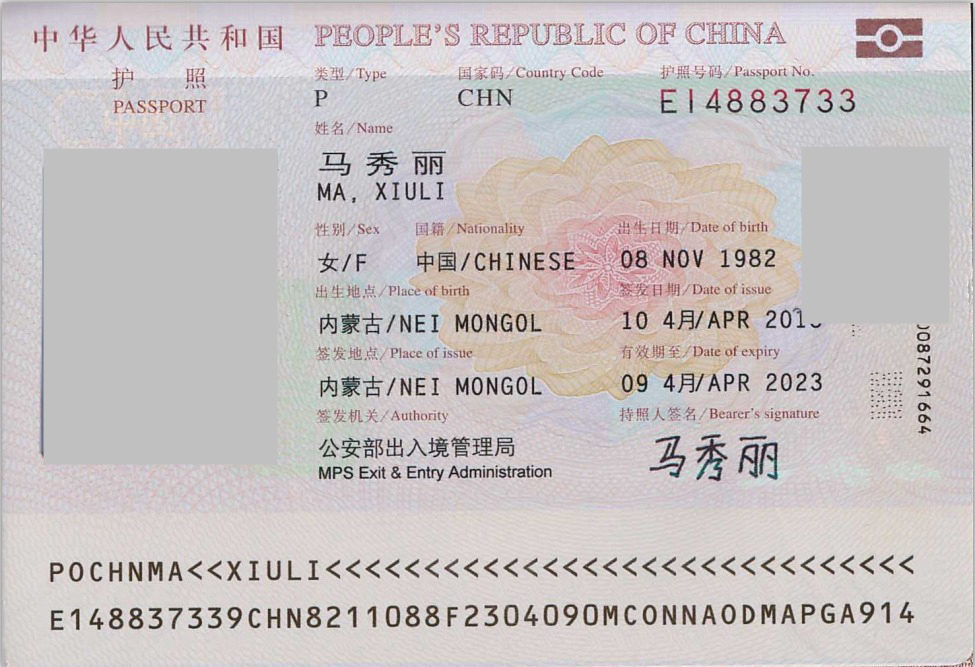 中华人民共和国 PEOPLE'S REPUBLIC OF CHINA
护 照
PASSPORT
类型/Type 国家码/Country Code 护照号码/Passport No.
P CHN E14883733
姓名/Name
马秀丽
MA, XIULI
性别/Sex 国籍/Nationality 出生日期/Date of birth
女/F 中国/CHINESE 08 NOV 1982
出生地点/Place of birth 签发日期/Date of issue
内蒙古/NEI MONGOL 10 4月/APR
签发地点/Place of issue 有效期至/Date of expiry
内蒙古/NEI MONGOL 09 4月/APR 2023
签发机关/Authority 持照人签名/Bearer's signature
公安部出入境管理局 马秀丽
MPS Exit & Entry Administration
POCHNMA<<XIULI<<<<<<<<<<<<<<<<<<<<<<<<<<<<<<
E148837339CHN8211088F2304090MCONNAODMAPGA914